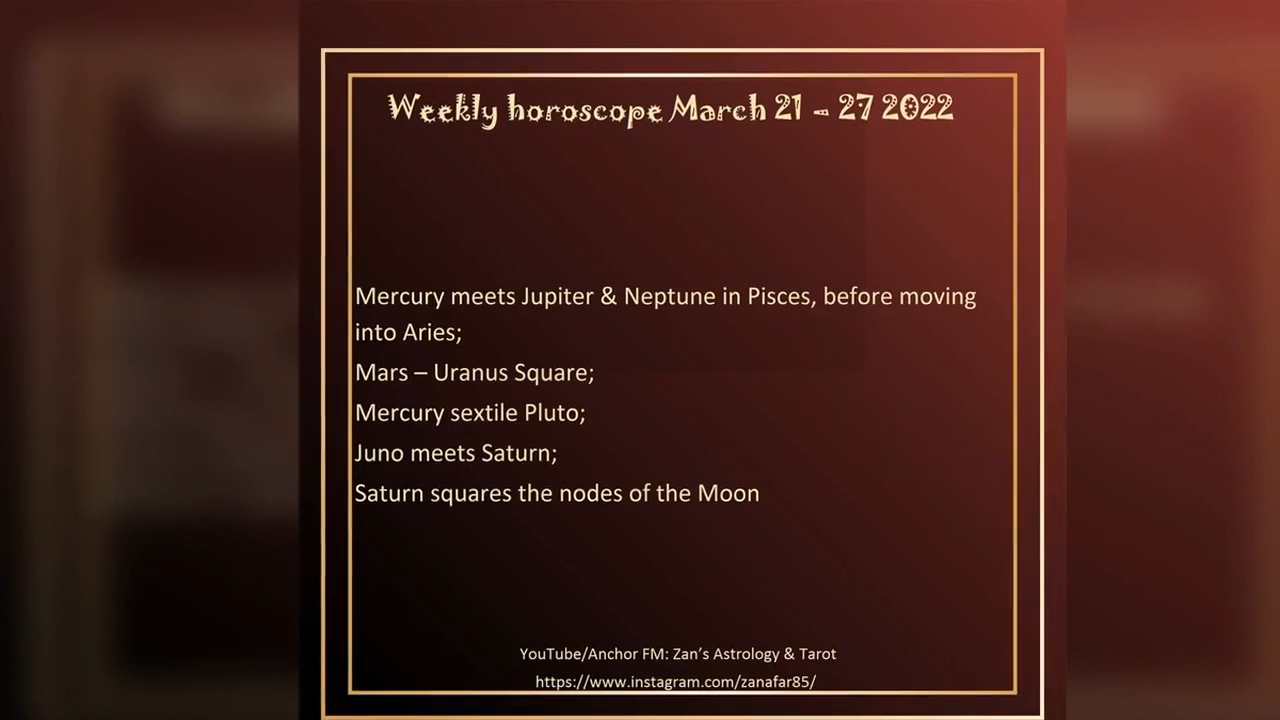 Weekly horoscope March 21 – 27 2022
Mercury meets Jupiter & Neptune in Pisces, before moving
into Aries;
Mars – Uranus Square;
Mercury sextile Pluto;
Juno meets Saturn;
Saturn squares the nodes of the Moon
YouTube/Anchor FM: Zan’s Astrology & Tarot
https://www.instagram.com/zanafar85/